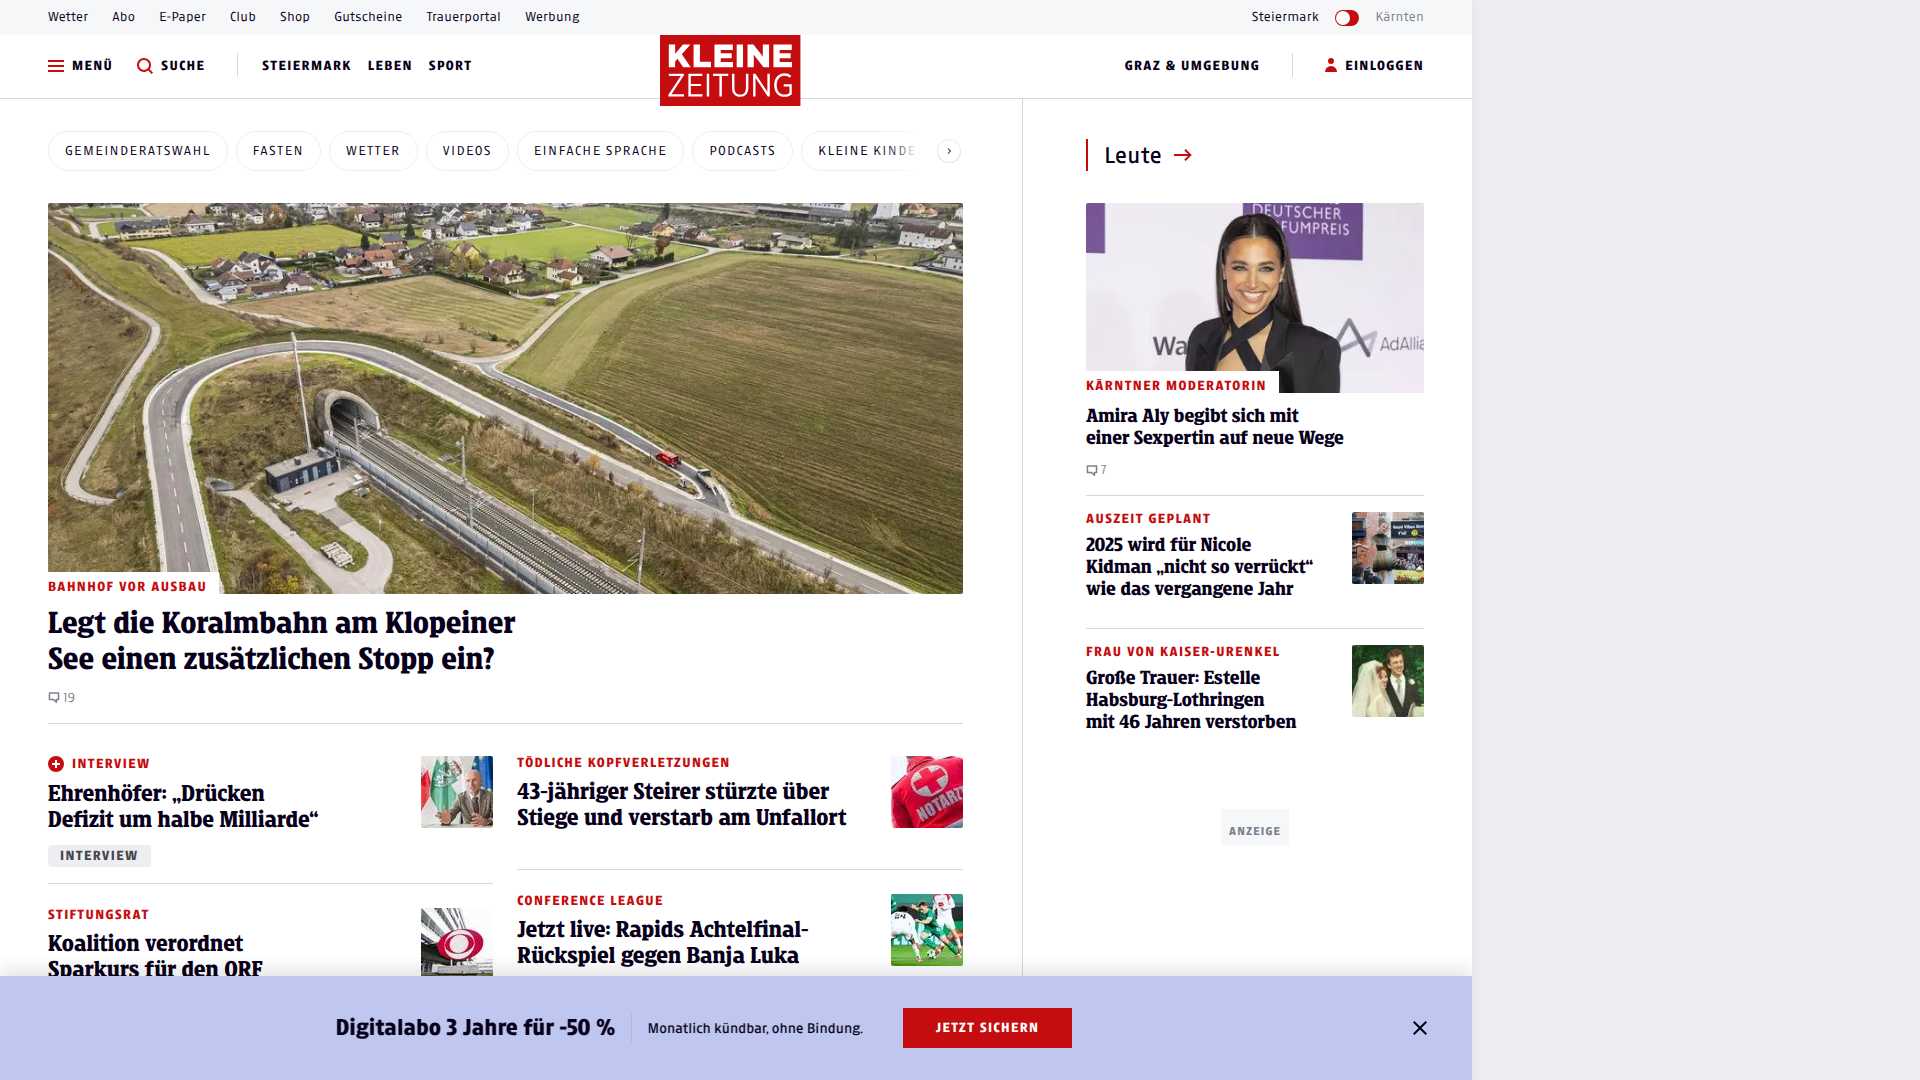 Wetter Abo E-Paper Club Shop Gutscheine Trauerportal Werbung Steiermark Kärnten
MENÜ SUCHE STEIERMARK LEBEN SPORT KLEINE ZEITUNG GRAZ & UMGEBUNG EINLOGGEN
GEMEINDERATSWAHL FASTEN WETTER VIDEOS EINFACHE SPRACHE PODCASTS KLEINE KINDE
BAHNHOF VOR AUSBAU
Legt die Koralmbahn am Klopeiner
See einen zusätzlichen Stopp ein?
19
INTERVIEW
Ehrenhöfer: „Drücken
Defizit um halbe Milliarde“
INTERVIEW
STIFTUNGSRAT
Koalition verordnet
Sparkurs für den ORF
TÖDLICHE KOPFVERLETZUNGEN
43-jähriger Steirer stürzte über
Stiege und verstarb am Unfallort
NOTARZT
CONFERENCE LEAGUE
Jetzt live: Rapids Achtelfinal-
Rückspiel gegen Banja Luka
Leute
DEUTSCHER
FUMPREIS
Wa
AdAllia
KÄRNTNER MODERATORIN
Amira Aly begibt sich mit
einer Sexpertin auf neue Wege
7
AUSZEIT GEPLANT
2025 wird für Nicole
Kidman „nicht so verrückt“
wie das vergangene Jahr
FRAU VON KAISER-URENKEL
Große Trauer: Estelle
Habsburg-Lothringen
mit 46 Jahren verstorben
ANZEIGE
Digitalabo 3 Jahre für -50 % Monatlich kündbar, ohne Bindung. JETZT SICHERN